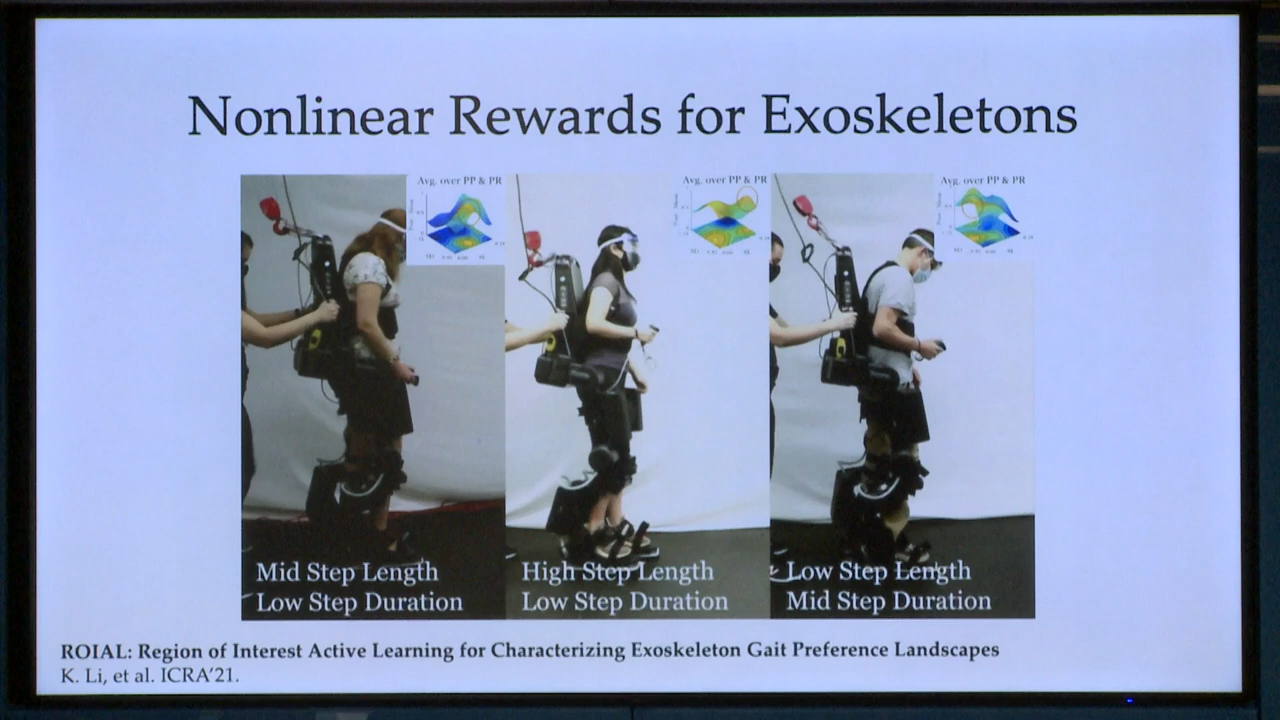 Nonlinear Rewards for Exoskeletons
Avg. over PP & PR
Avg. over PP & PR
Avg. over PP & PR
Mid Step Length
Low Step Duration
High Step Length
Low Step Duration
Low Step Length
Mid Step Duration
ROIAL: Region of Interest Active Learning for Characterizing Exoskeleton Gait Preference Landscapes
K. Li, et al. ICRA'21.